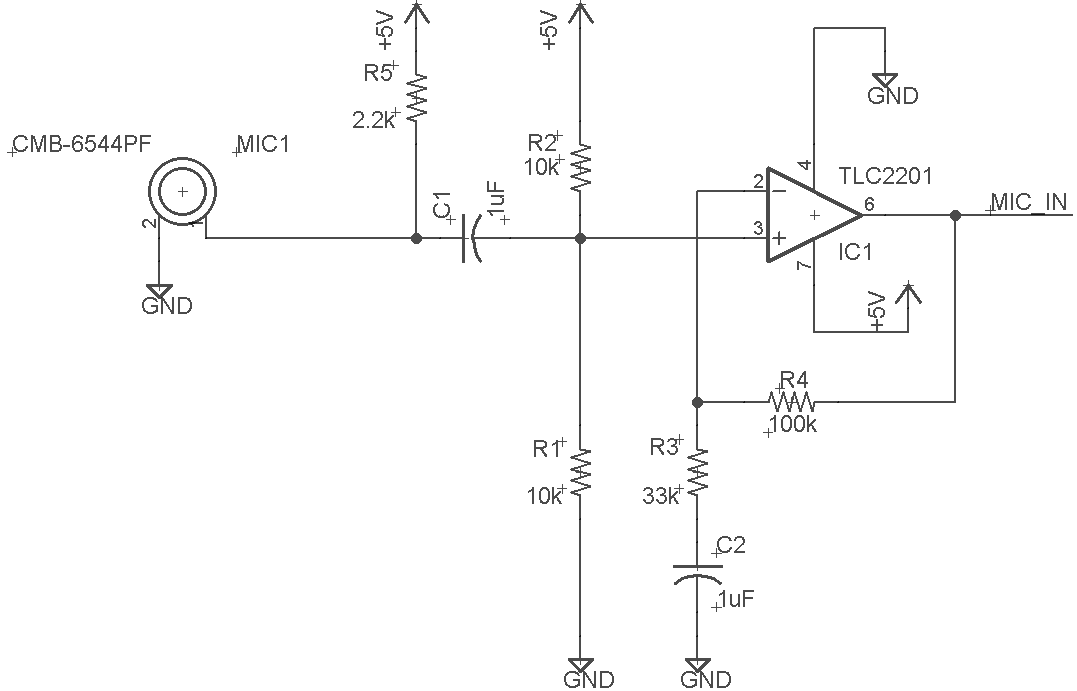 +5V
+5V
R5
2.2k
GND
CMB-6544PF
MIC1
R2
10k
4
TLC2201
2
C1
1uF
2
1
3
6
MIC_IN
7
IC1
GND
+5V
R4
100k
R1
10k
R3
33k
C2
1uF
GND
GND